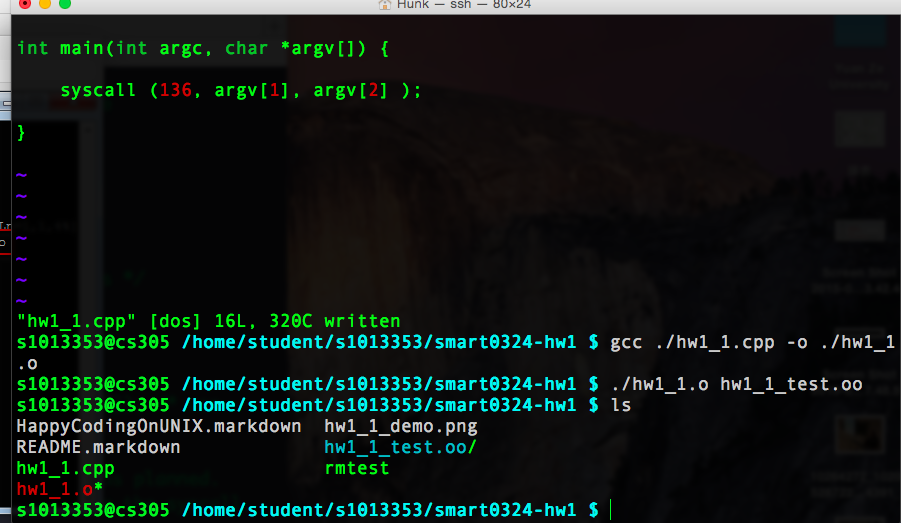 Hunk — ssh — 80×24
int main(int argc, char *argv[]) {
syscall (136, argv[1], argv[2] );
}
~
~
~
~
~
~
~
"hw1_1.cpp" [dos] 16L, 320C written
s1013353@cs305 /home/student/s1013353/smart0324-hw1 $ gcc ./hw1_1.cpp -o ./hw1_1
.o
s1013353@cs305 /home/student/s1013353/smart0324-hw1 $ ./hw1_1.o hw1_1_test.oo
s1013353@cs305 /home/student/s1013353/smart0324-hw1 $ ls
HappyCodingOnUNIX.markdown hw1_1_demo.png
README.markdown hw1_1_test.oo/
hw1_1.cpp rmtest
hw1_1.o*
s1013353@cs305 /home/student/s1013353/smart0324-hw1 $